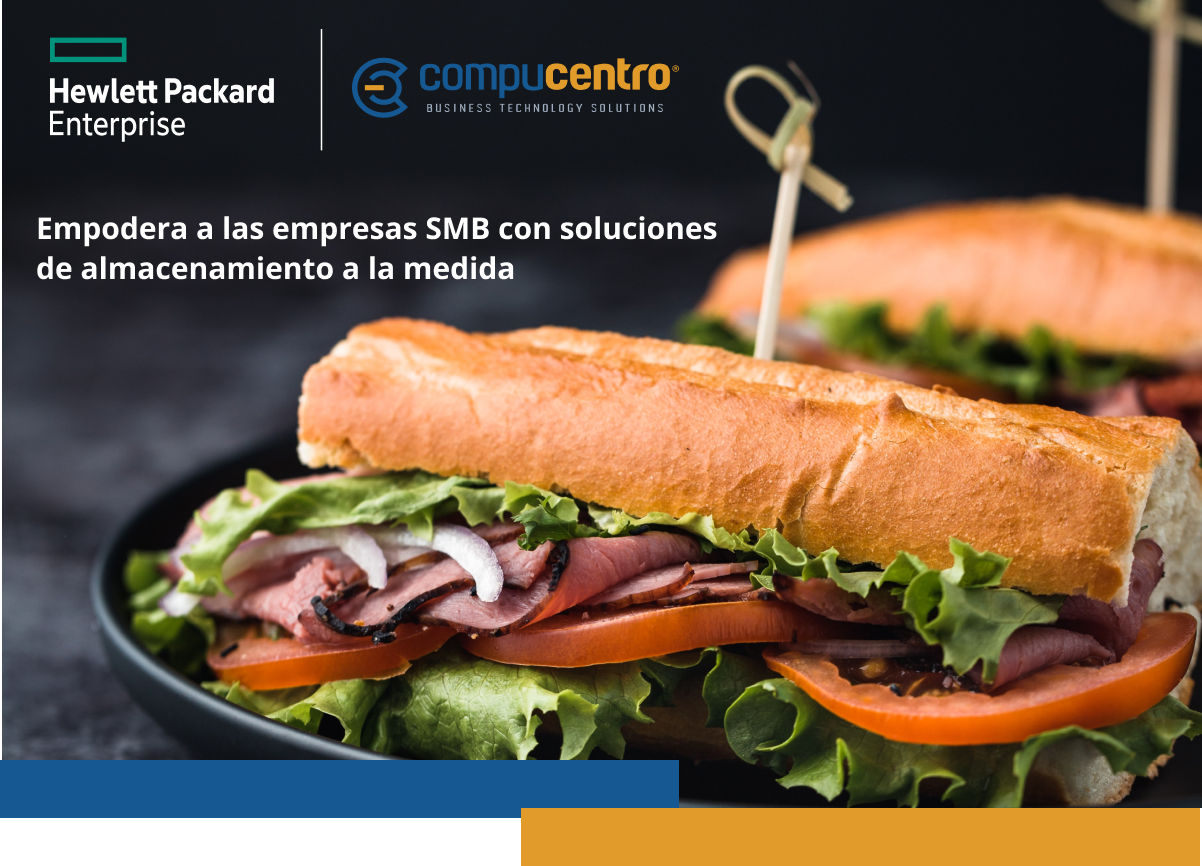 Hewlett Packard
Enterprise
compucentro®
BUSINESS TECHNOLOGY SOLUTIONS
Empodera a las empresas SMB con soluciones
de almacenamiento a la medida